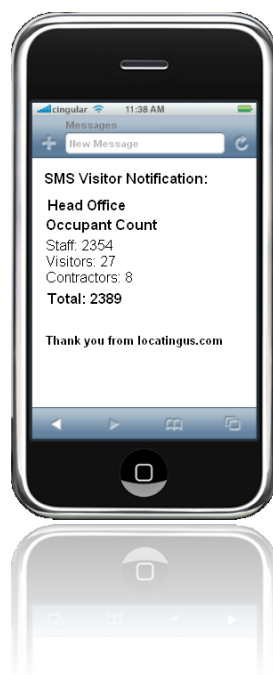 cingular 11:38 AM
Messages
New Message
SMS Visitor Notification:
Head Office
Occupant Count
Staff: 2354
Visitors: 27
Contractors: 8
Total: 2389
Thank you from locatingus.com